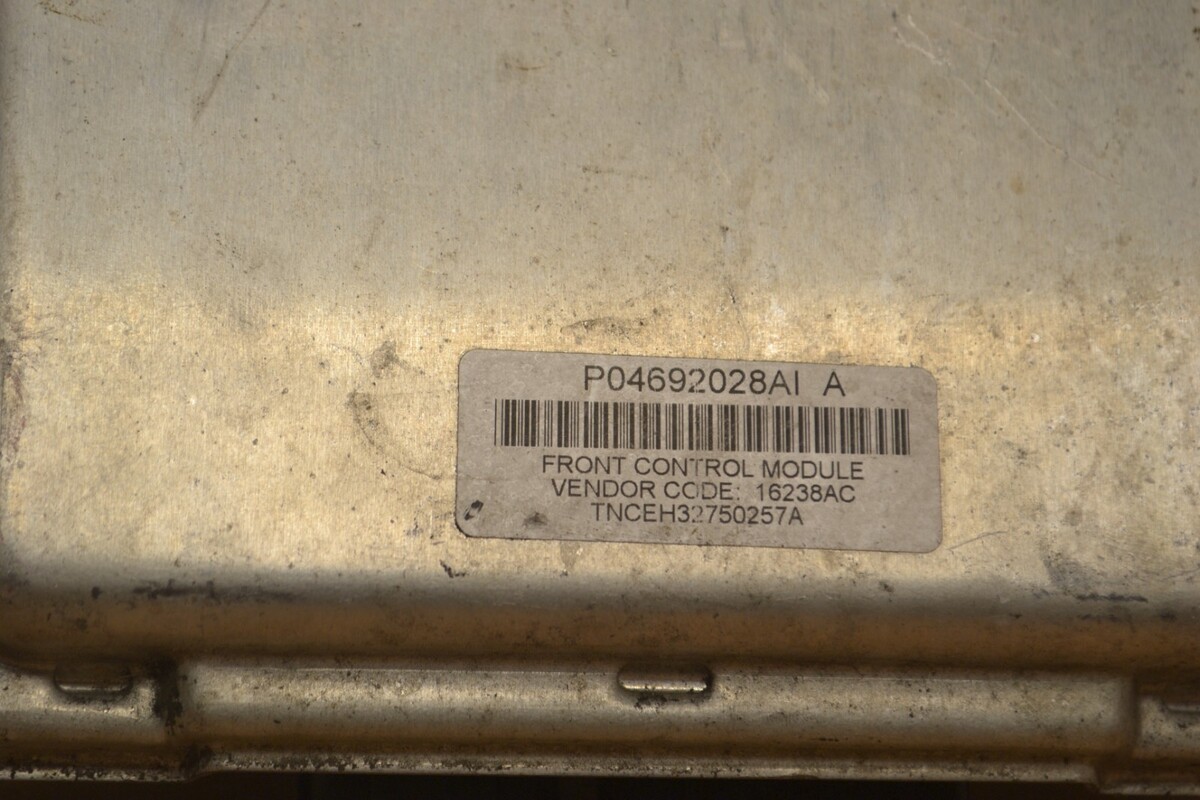 P04692028AI A
FRONT CONTROL MODULE
VENDOR CODE: 16238AC
TNCEH32750257A